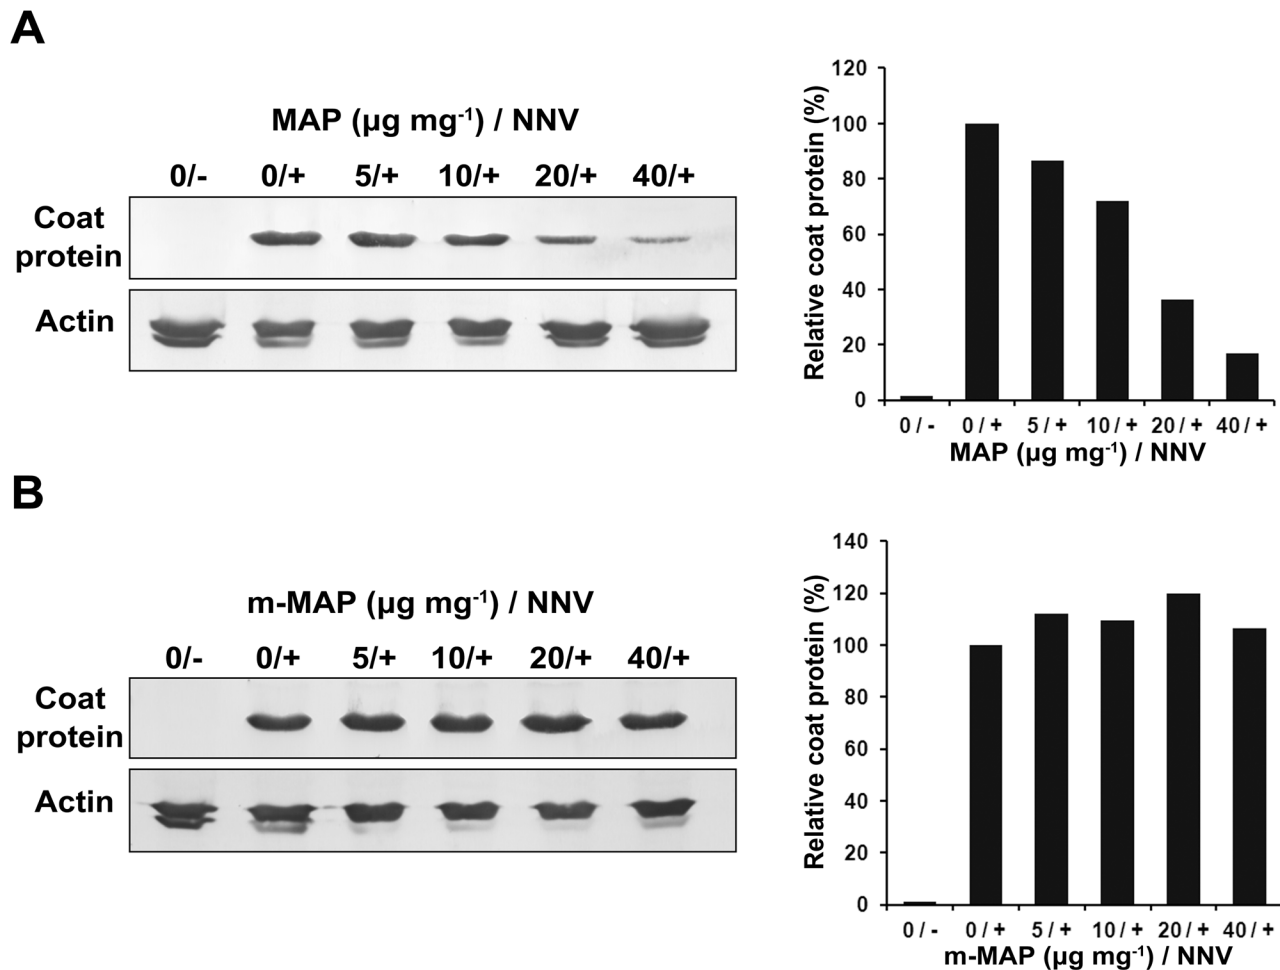 A
MAP (µg mg⁻¹) / NNV
0/- 0/+ 5/+ 10/+ 20/+ 40/+
Coat
protein
Actin
Relative coat protein (%)
120
100
80
60
40
20
0
0 / - 0 / + 5 / + 10 / + 20 / + 40 / +
MAP (µg mg⁻¹) / NNV
B
m-MAP (µg mg⁻¹) / NNV
0/- 0/+ 5/+ 10/+ 20/+ 40/+
Coat
protein
Actin
Relative coat protein (%)
140
120
100
80
60
40
20
0
0 / - 0 / + 5 / + 10 / + 20 / + 40 / +
m-MAP (µg mg⁻¹) / NNV